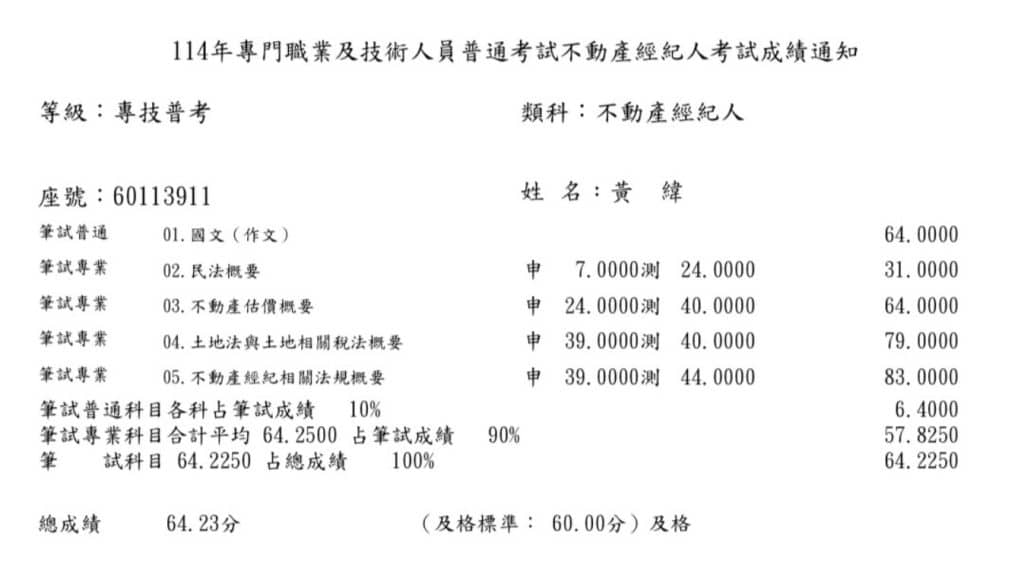 114年專門職業及技術人員普通考試不動產經紀人考試成績通知
等級：專技普考 類科：不動產經紀人
座號：60113911 姓 名：黃 緯
筆試普通 01.國文（作文） 64.0000
筆試專業 02.民法概要 申 7.0000測 24.0000 31.0000
筆試專業 03.不動產估價概要 申 24.0000測 40.0000 64.0000
筆試專業 04.土地法與土地相關稅法概要 申 39.0000測 40.0000 79.0000
筆試專業 05.不動產經紀相關法規概要 申 39.0000測 44.0000 83.0000
筆試普通科目各科占筆試成績 10% 6.4000
筆試專業科目合計平均 64.2500 占筆試成績 90% 57.8250
筆 試科目 64.2250 占總成績 100% 64.2250
總成績 64.23分 （及格標準： 60.00分）及格